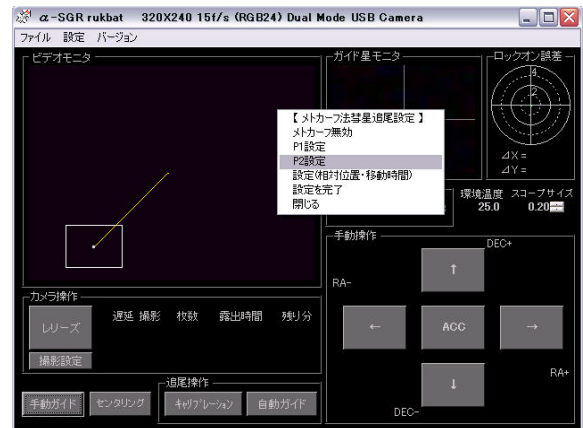 α-SGR rukbat 320X240 15f/s (RGB24) Dual Mode USB Camera
ファイル 設定 バージョン
ビデオモニタ
ガイド星モニタ
ロックオン誤差
4
2
⊿X=
⊿Y=
【 メトカーフ法彗星追尾設定 】
メトカーフ無効
P1設定
P2設定
設定(相対位置・移動時間)
設定を完了
閉じる
環境温度 スコープサイズ
25.0 0.20
手動操作
DEC+
RA-
↑
← ACC →
↓
RA+
DEC-
カメラ操作
レリーズ
遅延 撮影 枚数 露出時間 残り分
撮影設定
追尾操作
手動ガイド センタリング キャリブレーション 自動ガイド